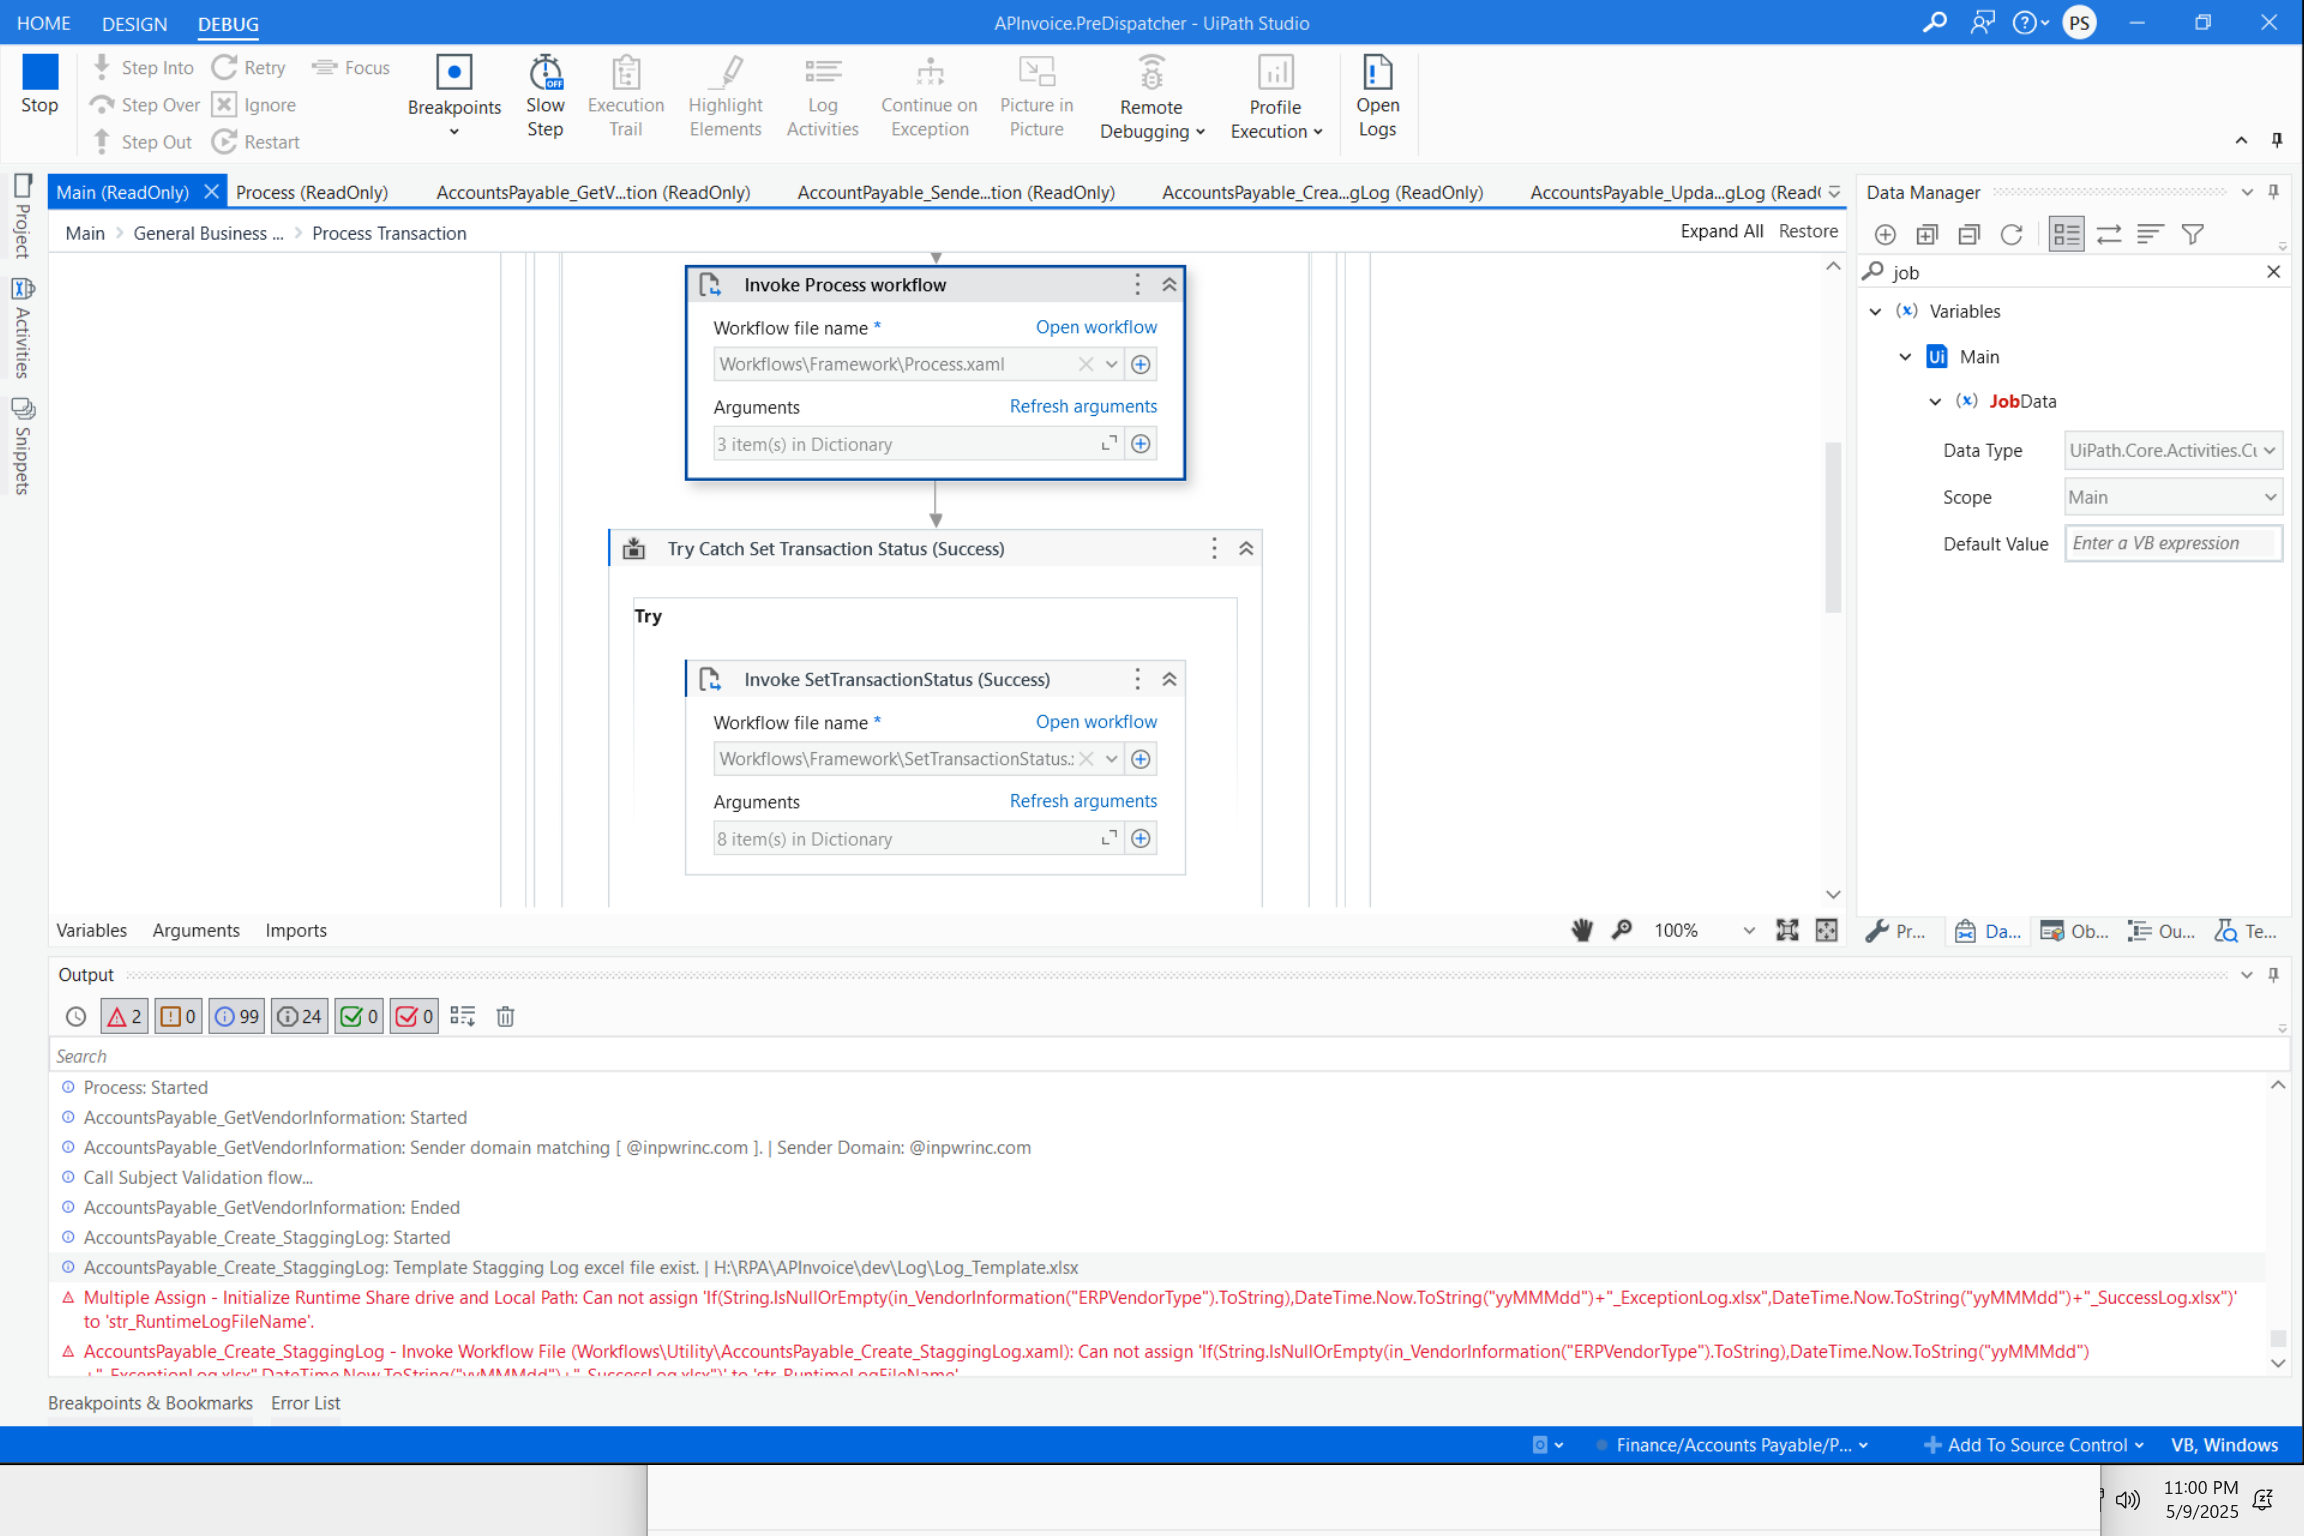 HOME DESIGN DEBUG APInvoice.PreDispatcher - UiPath Studio PS
Stop
Step Into Retry Focus
Step Over Ignore
Step Out Restart
Breakpoints
Slow Step
Execution Trail
Highlight Elements
Log Activities
Continue on Exception
Picture in Picture
Remote Debugging
Profile Execution
Open Logs
Project
Activities
Snippets
Main (ReadOnly) Process (ReadOnly) AccountsPayable_GetV...tion (ReadOnly) AccountPayable_Sende...tion (ReadOnly) AccountsPayable_Crea...gLog (ReadOnly) AccountsPayable_Upda...gLog (Read
Main General Business ... Process Transaction
Expand All Restore
Invoke Process workflow
Workflow file name * Open workflow
Workflows\Framework\Process.xaml
Arguments Refresh arguments
3 item(s) in Dictionary
Try Catch Set Transaction Status (Success)
Try
Invoke SetTransactionStatus (Success)
Workflow file name * Open workflow
Workflows\Framework\SetTransactionStatus.
Arguments Refresh arguments
8 item(s) in Dictionary
Variables Arguments Imports 100%
Data Manager
job
Variables
Ui Main
JobData
Data Type UiPath.Core.Activities.Cu
Scope Main
Default Value Enter a VB expression
Pr... Da... Ob... Ou... Te...
Output
2 0 99 24 0 0
Search
Process: Started
AccountsPayable_GetVendorInformation: Started
AccountsPayable_GetVendorInformation: Sender domain matching [ @inpwrinc.com ]. | Sender Domain: @inpwrinc.com
Call Subject Validation flow...
AccountsPayable_GetVendorInformation: Ended
AccountsPayable_Create_StaggingLog: Started
AccountsPayable_Create_StaggingLog: Template Stagging Log excel file exist. | H:\RPA\APInvoice\dev\Log\Log_Template.xlsx
Multiple Assign - Initialize Runtime Share drive and Local Path: Can not assign 'If(String.IsNullOrEmpty(in_VendorInformation("ERPVendorType").ToString),DateTime.Now.ToString("yyMMMdd")+"_ExceptionLog.xlsx",DateTime.Now.ToString("yyMMMdd")+"_SuccessLog.xlsx")'
to 'str_RuntimeLogFileName'.
AccountsPayable_Create_StaggingLog - Invoke Workflow File (Workflows\Utility\AccountsPayable_Create_StaggingLog.xaml): Can not assign 'If(String.IsNullOrEmpty(in_VendorInformation("ERPVendorType").ToString),DateTime.Now.ToString("yyMMMdd")
+"_ExceptionLog.xlsx",DateTime.Now.ToString("yyMMMdd")+"_SuccessLog.xlsx")' to 'str_RuntimeLogFileName'.
Breakpoints & Bookmarks Error List
Finance/Accounts Payable/P... Add To Source Control VB, Windows
11:00 PM
5/9/2025